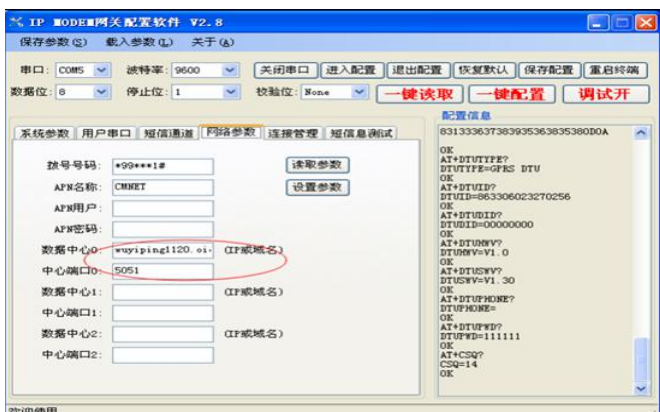 IP MODEM网关配置软件 V2.8
保存参数(S) 载入参数(L) 关于(A)
串口: COM5 波特率: 9600 关闭串口 进入配置 退出配置 恢复默认 保存配置 重启终端
数据位: 8 停止位: 1 校验位: None 一键读取 一键配置 调试开
系统参数 用户串口 短信通道 网络参数 连接管理 短信息测试
拨号号码: *99***1# 读取参数
APN名称: CMNET 设置参数
APN用户:
APN密码:
数据中心0: wuyiping1120.oi (IP或域名)
中心端口0: 5051
数据中心1: (IP或域名)
中心端口1:
数据中心2: (IP或域名)
中心端口2:
配置信息
831333637383935363835380D0A
OK
AT+DTUTYPE?
DTUTYPE=GPRS DTU
OK
AT+DTUID?
DTUID=863306023270256
OK
AT+DTUDID?
DTUDID=00000000
OK
AT+DTUHWV?
DTUHWV=V1.0
OK
AT+DTUSWV?
DTUSWV=V1.30
OK
AT+DTUPHONE?
DTUPHONE=
OK
AT+DTUPWD?
DTUPWD=111111
OK
AT+CSQ?
CSQ=14
OK
欢迎使用